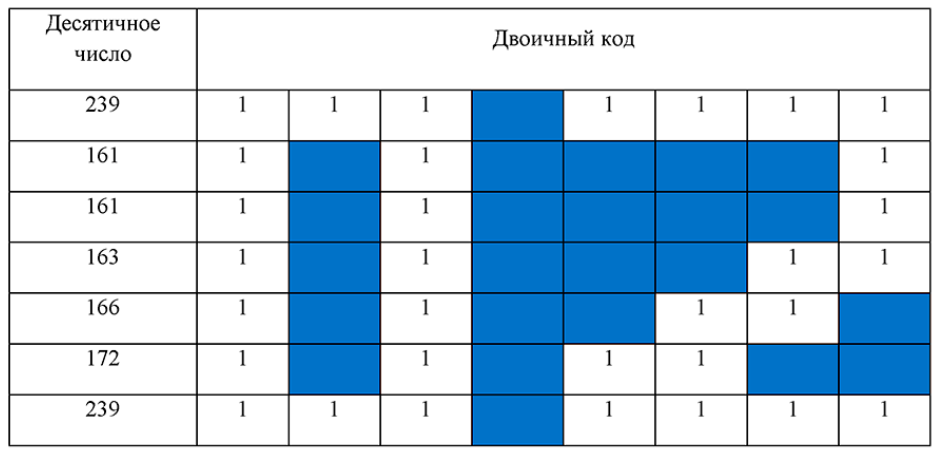 Десятичное
число
Двоичный код
239 1 1 1 1 1 1 1
161 1 1 1
161 1 1 1
163 1 1 1 1
166 1 1 1 1
172 1 1 1 1
239 1 1 1 1 1 1 1